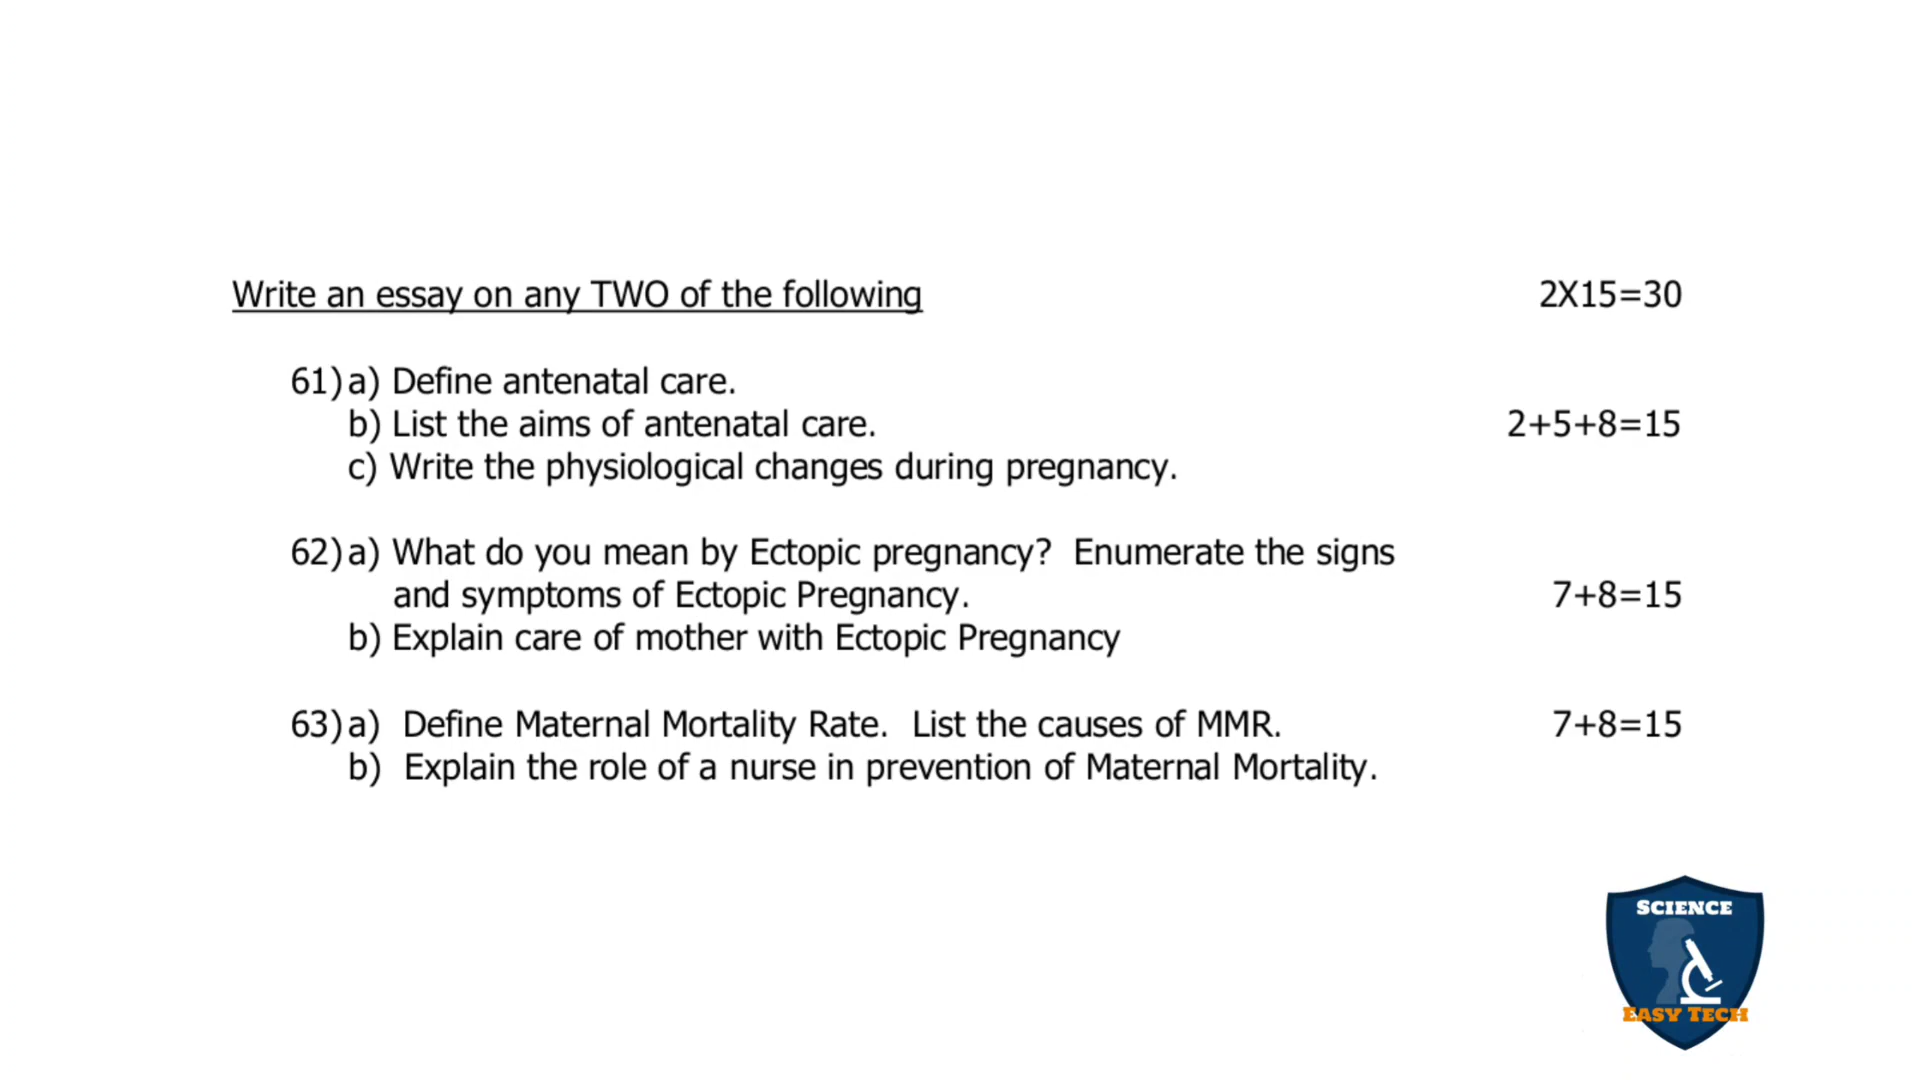 Write an essay on any TWO of the following 2X15=30
61) a) Define antenatal care.
b) List the aims of antenatal care. 2+5+8=15
c) Write the physiological changes during pregnancy.
62) a) What do you mean by Ectopic pregnancy? Enumerate the signs
and symptoms of Ectopic Pregnancy. 7+8=15
b) Explain care of mother with Ectopic Pregnancy
63) a) Define Maternal Mortality Rate. List the causes of MMR. 7+8=15
b) Explain the role of a nurse in prevention of Maternal Mortality.
SCIENCE
EASY TECH